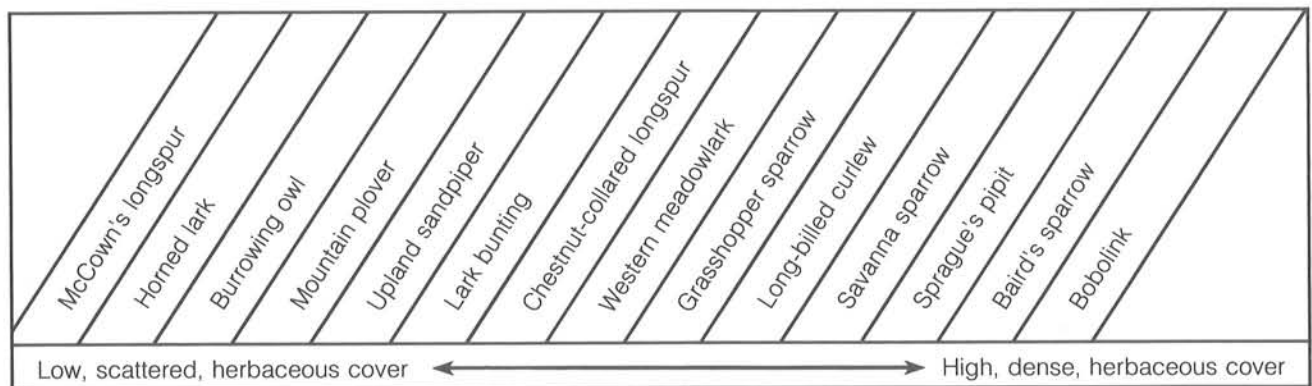 McCown's longspur
Horned lark
Burrowing owl
Mountain plover
Upland sandpiper
Lark bunting
Chestnut-collared longspur
Western meadowlark
Grasshopper sparrow
Long-billed curlew
Savanna sparrow
Sprague's pipit
Baird's sparrow
Bobolink
Low, scattered, herbaceous cover
High, dense, herbaceous cover